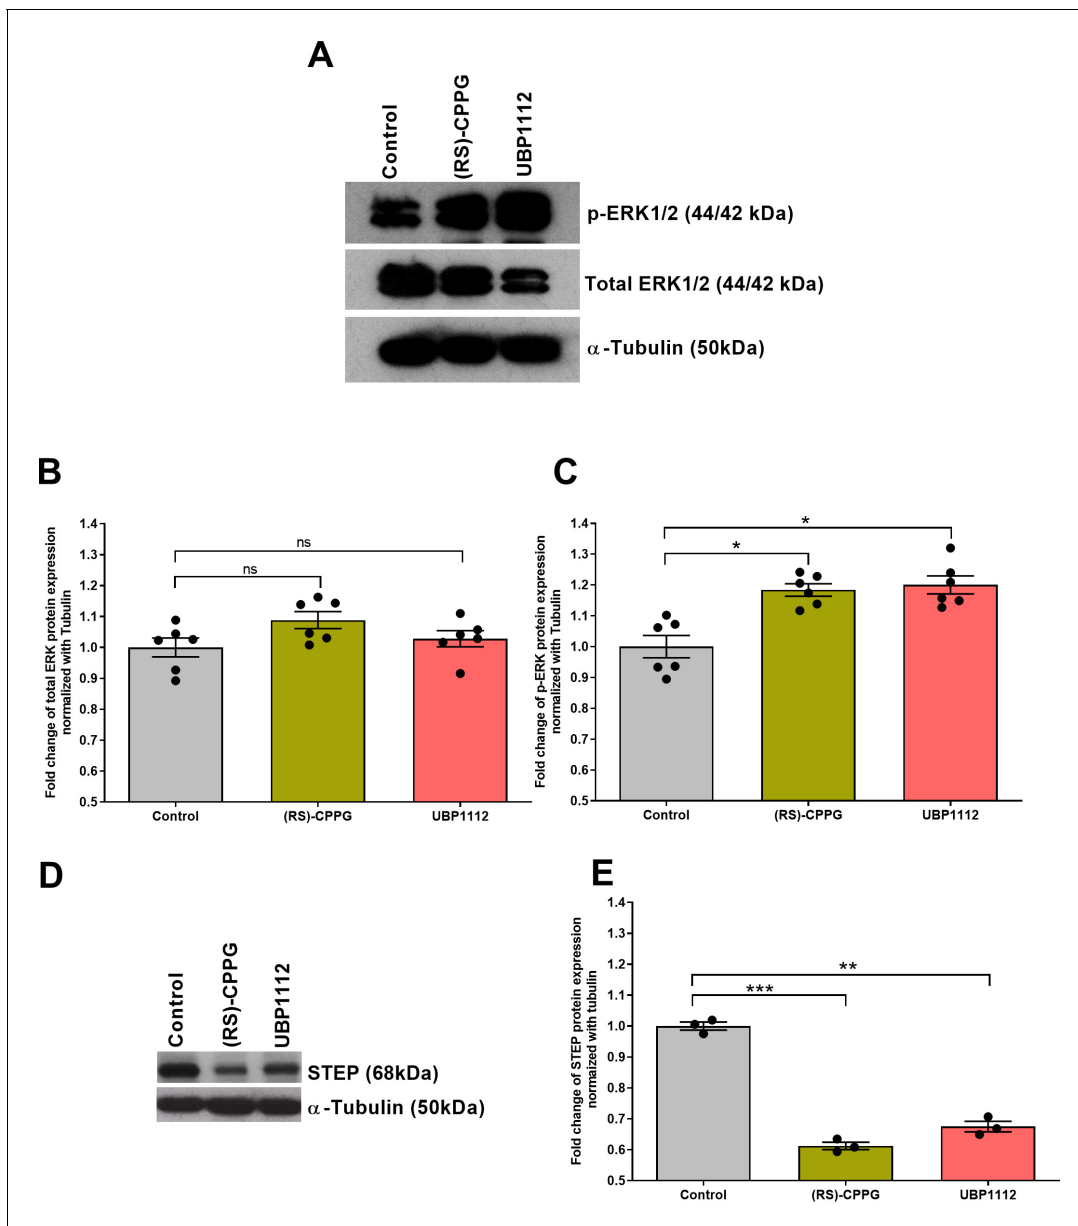 A
Control
(RS)-CPPG
UBP1112
p-ERK1/2 (44/42 kDa)
Total ERK1/2 (44/42 kDa)
α-Tubulin (50kDa)
B
Fold change of total ERK protein expression
normalized with Tubulin
1.4
1.3
1.2
1.1
1.0
0.9
0.8
0.7
0.6
0.5
ns
ns
Control
(RS)-CPPG
UBP1112
C
Fold change of p-ERK protein expression
normalized with Tubulin
1.4
1.3
1.2
1.1
1.0
0.9
0.8
0.7
0.6
0.5
*
*
Control
(RS)-CPPG
UBP1112
D
Control
(RS)-CPPG
UBP1112
STEP (68kDa)
α-Tubulin (50kDa)
E
Fold change of STEP protein expression
normaized with tubulin
1.4
1.3
1.2
1.1
1.0
0.9
0.8
0.7
0.6
0.5
**
***
Control
(RS)-CPPG
UBP1112